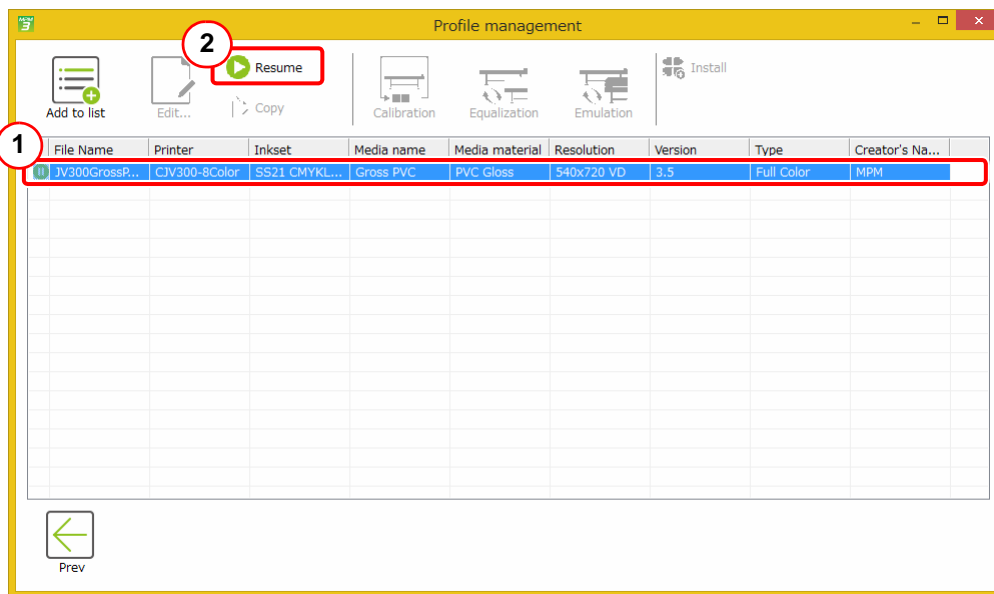 MPM
3
Profile management
2
Resume
Install
Add to list
Edit...
Copy
Calibration
Equalization
Emulation
1
File Name Printer Inkset Media name Media material Resolution Version Type Creator's Na...
JV300GrossP... CJV300-8Color SS21 CMYKL... Gross PVC PVC Gloss 540x720 VD 3.5 Full Color MPM
Prev